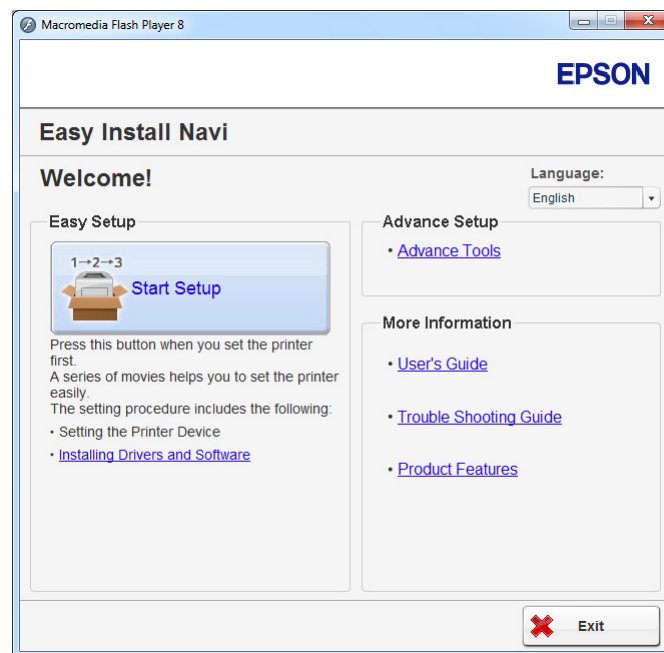 Macromedia Flash Player 8
EPSON
Easy Install Navi
Welcome!
Language:
English
Easy Setup
1→2→3
Start Setup
Press this button when you set the printer
first.
A series of movies helps you to set the printer
easily.
The setting procedure includes the following:
• Setting the Printer Device
• Installing Drivers and Software
Advance Setup
• Advance Tools
More Information
• User's Guide
• Trouble Shooting Guide
• Product Features
Exit